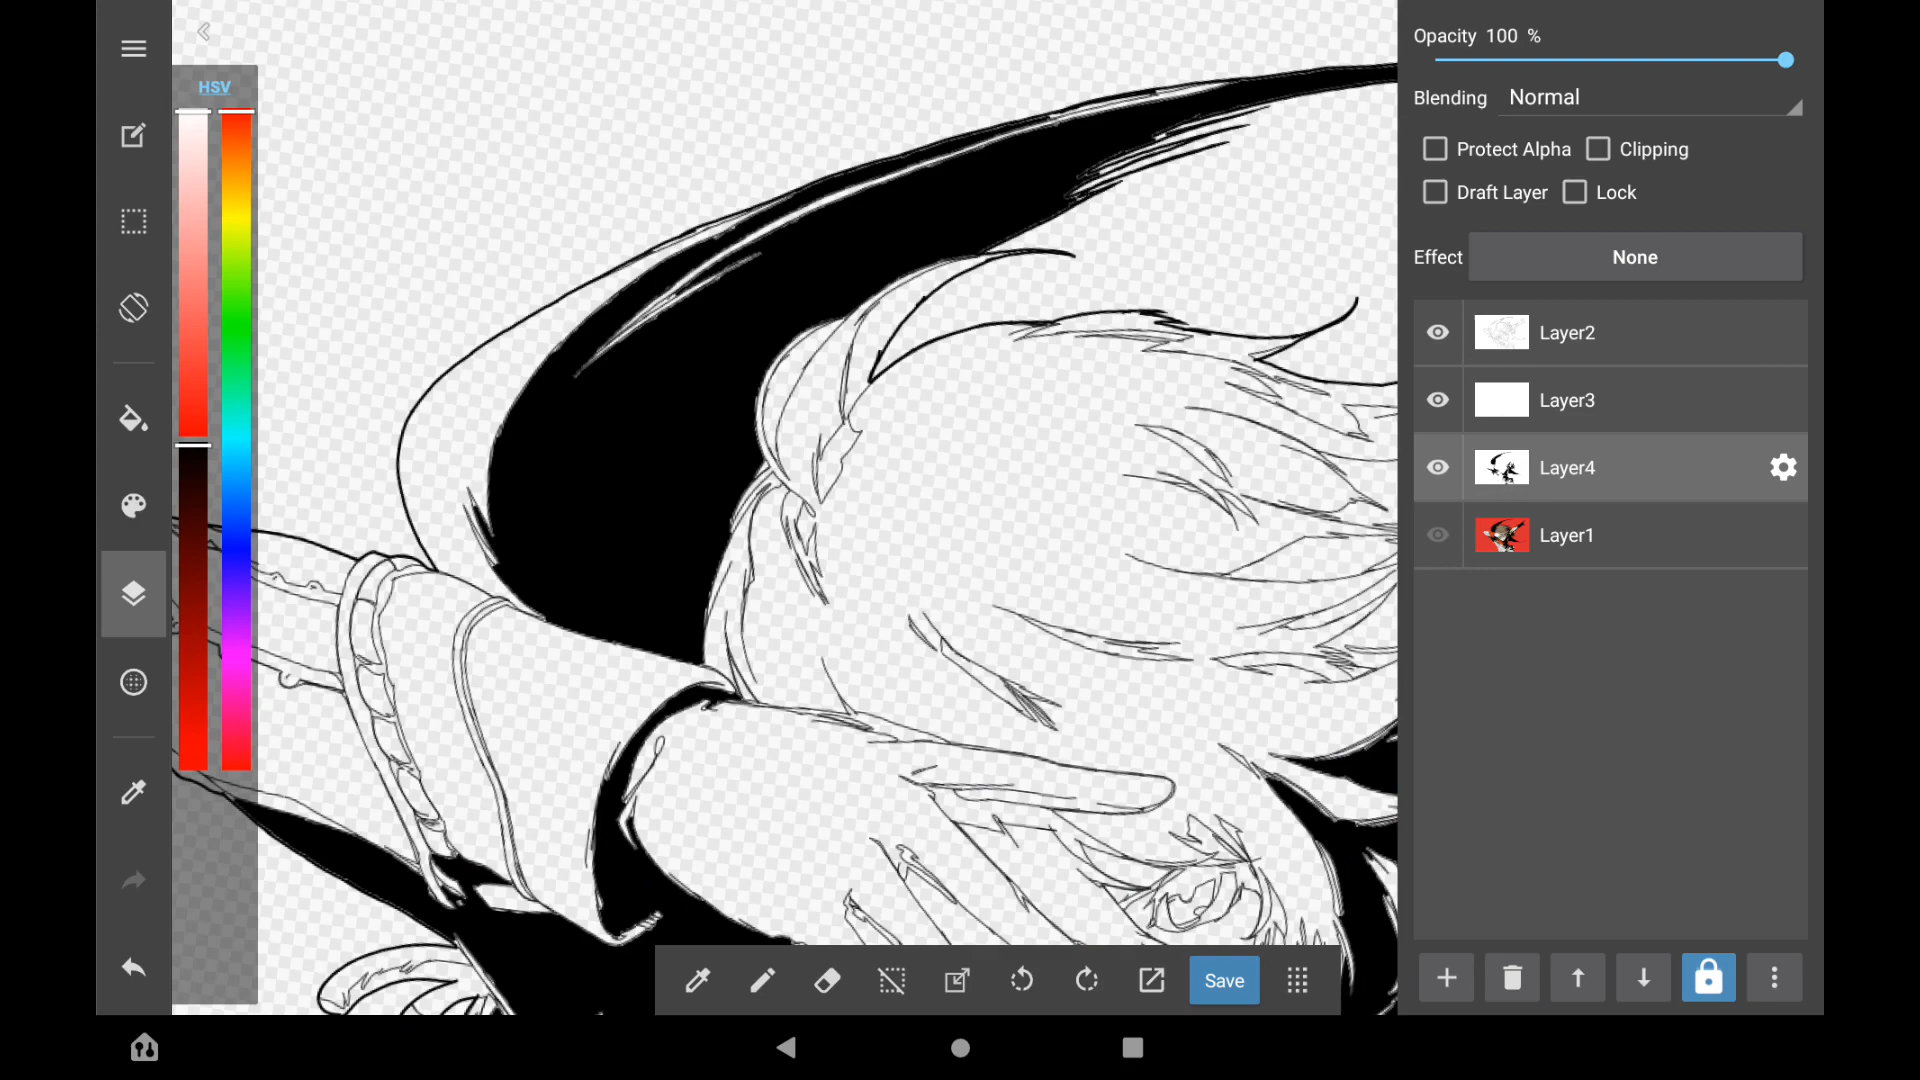 HSV
Opacity 100 %
Blending Normal
Protect Alpha Clipping
Draft Layer Lock
Effect None
Layer2
Layer3
Layer4
Layer1
Save